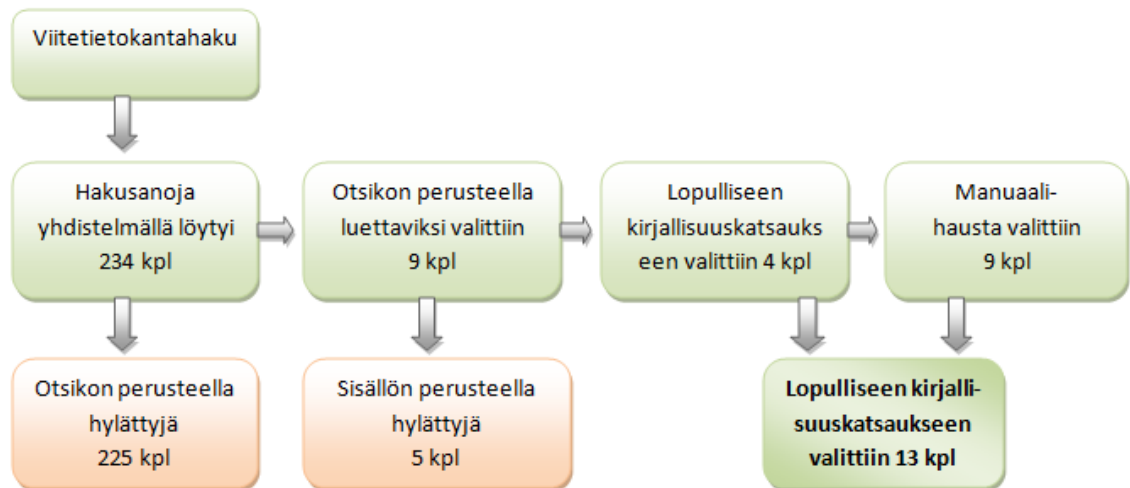 Viitetietokantahaku
Hakusanoja
yhdistelmällä löytyi
234 kpl
Otsikon perusteella
luettaviksi valittiin
9 kpl
Lopulliseen
kirjallisuuskatsauks
een valittiin 4 kpl
Manuaali-
hausta valittiin
9 kpl
Otsikon perusteella
hylättyjä
225 kpl
Sisällön perusteella
hylättyjä
5 kpl
Lopulliseen kirjalli-
suuskatsaukseen
valittiin 13 kpl